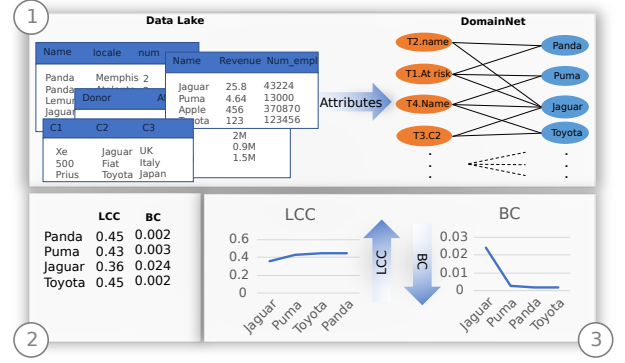 1
Data Lake
DomainNet
Name locale num
Panda Memphis 2
Panda
Lemur
Jaguar
Donor
Name Revenue Num_empl
Jaguar 25.8 43224
Puma 4.64 13000
Apple 456 370870
Toyota 123 123456
2M
0.9M
1.5M
C1 C2 C3
Xe Jaguar UK
500 Fiat Italy
Prius Toyota Japan
Attributes
T2.name
T1.At risk
T4.Name
T3.C2
Panda
Puma
Jaguar
Toyota
LCC BC
Panda 0.45 0.002
Puma 0.43 0.003
Jaguar 0.36 0.024
Toyota 0.45 0.002
2
LCC
0.6
0.4
0.2
0
Jaguar
Puma
Toyota
Panda
LCC
BC
BC
0.03
0.02
0.01
0
Jaguar
Puma
Panda
Toyota
3